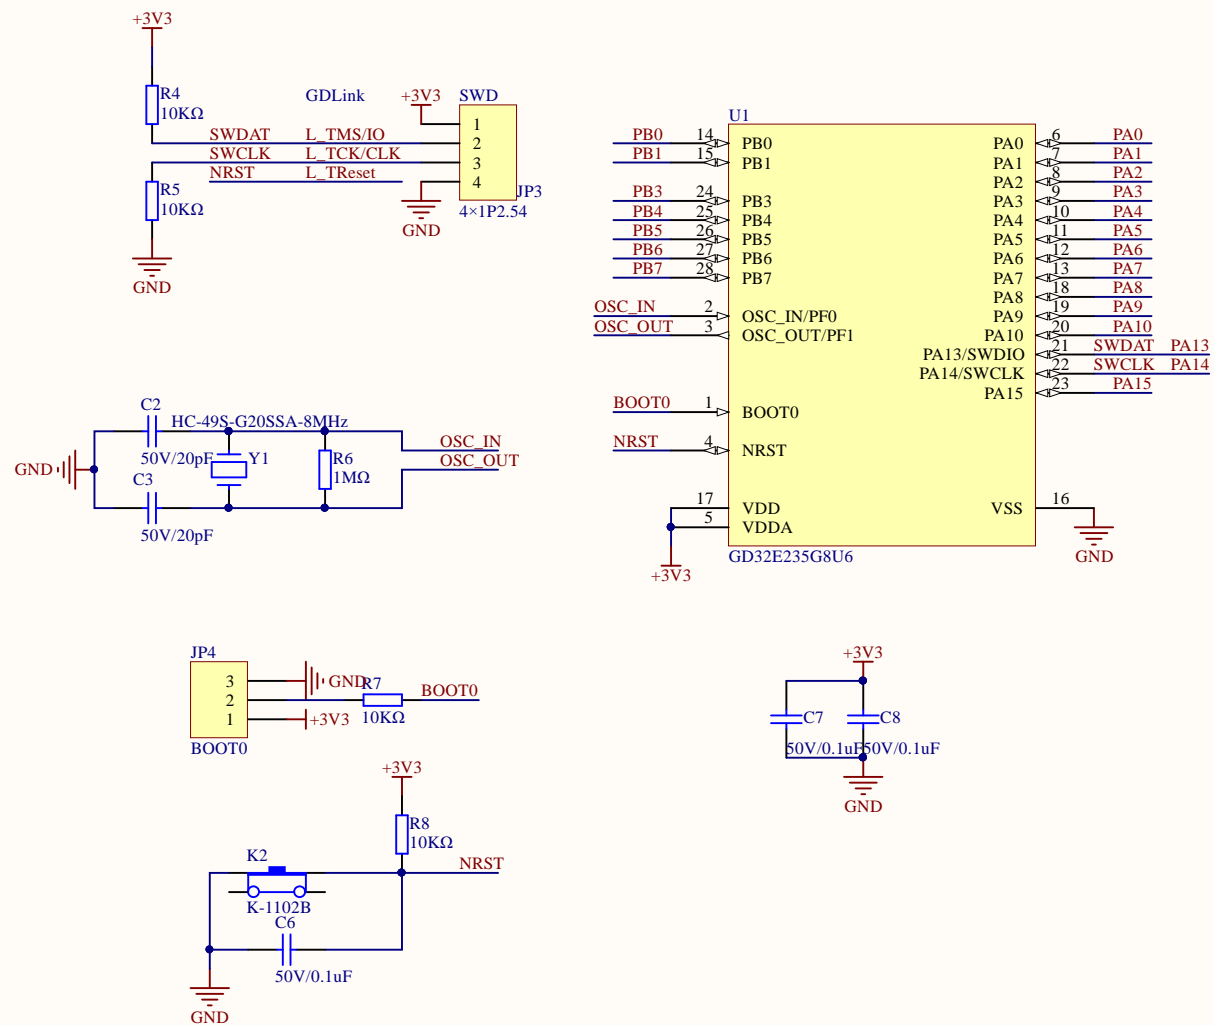 +3V3
R4
10KΩ
GDLink
+3V3
SWD
1
SWDAT
L_TMS/IO
2
SWCLK
L_TCK/CLK
3
NRST
L_TReset
4
R5
10KΩ
JP3
4×1P2.54
GND
GND
U1
PB0 14 PB0
PB1 15 PB1
PB3 24 PB3
PB4 25 PB4
PB5 26 PB5
PB6 27 PB6
PB7 28 PB7
OSC_IN 2 OSC_IN/PF0
OSC_OUT 3 OSC_OUT/PF1
BOOT0 1 BOOT0
NRST 4 NRST
17 VDD
5 VDDA
+3V3
PA0 6 PA0
PA1 7 PA1
PA2 8 PA2
PA3 9 PA3
PA4 10 PA4
PA5 11 PA5
PA6 12 PA6
PA7 13 PA7
PA8 18 PA8
PA9 19 PA9
PA10 20 PA10
PA13/SWDIO 21 SWDAT PA13
PA14/SWCLK 22 SWCLK PA14
PA15 23 PA15
VSS 16
GND
GD32E235G8U6
C2
HC-49S-G20SSA-8MHz
50V/20pF
Y1
R6
1MΩ
OSC_IN
OSC_OUT
GND
C3
50V/20pF
JP4
3
GND
2
R7
10KΩ
BOOT0
1
+3V3
BOOT0
+3V3
C7
50V/0.1uF
C8
50V/0.1uF
GND
+3V3
R8
10KΩ
K2
NRST
K-1102B
C6
50V/0.1uF
GND